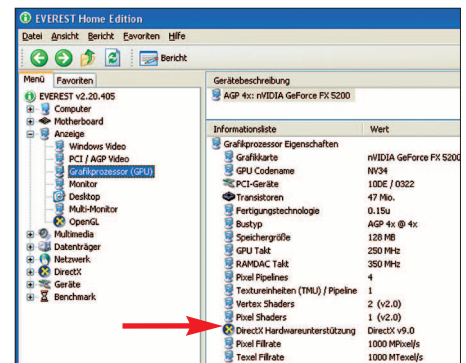 EVEREST Home Edition
Datei Ansicht Bericht Favoriten Hilfe
Bericht
Menü Favoriten
EVEREST v2.20.405
Computer
Motherboard
Anzeige
Windows Video
PCI / AGP Video
Grafikprozessor (GPU)
Monitor
Desktop
Multi-Monitor
OpenGL
Multimedia
Datenträger
Netzwerk
DirectX
Geräte
Benchmark
Gerätebeschreibung
AGP 4x: nVIDIA GeForce FX 5200
Informationsliste Wert
Grafikprozessor Eigenschaften
Grafikkarte nVIDIA GeForce FX 5200
GPU Codename NV34
PCI-Geräte 10DE / 0322
Transistoren 47 Mio.
Fertigungstechnologie 0.15u
Bustyp AGP 4x @ 4x
Speichergröße 128 MB
GPU Takt 250 MHz
RAMDAC Takt 350 MHz
Pixel Pipelines 4
Textureinheiten (TMU) / Pipeline 1
Vertex Shaders 2 (v2.0)
Pixel Shaders 1 (v2.0)
DirectX Hardwareunterstützung DirectX v9.0
Pixel Fillrate 1000 MPixel/s
Texel Fillrate 1000 MTexel/s